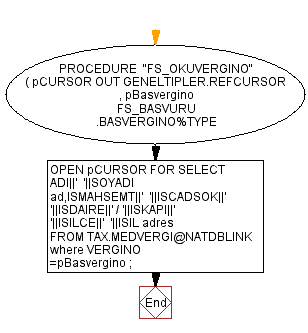 PROCEDURE "FS_OKUVERGINO"
( pCURSOR OUT GENELTIPLER.REFCURSOR
, pBasvergino
FS_BASVURU
.BASVERGINO%TYPE
OPEN pCURSOR FOR SELECT
ADI||' '||SOYADI
ad,ISMAHSEMT||' '||ISCADSOK||'
'||ISDAIRE||' / '||ISKAPI||'
'||ISILCE||' '||ISIL adres
FROM TAX.MEDVERGI@NATDBLINK
where VERGINO
=pBasvergino ;
End